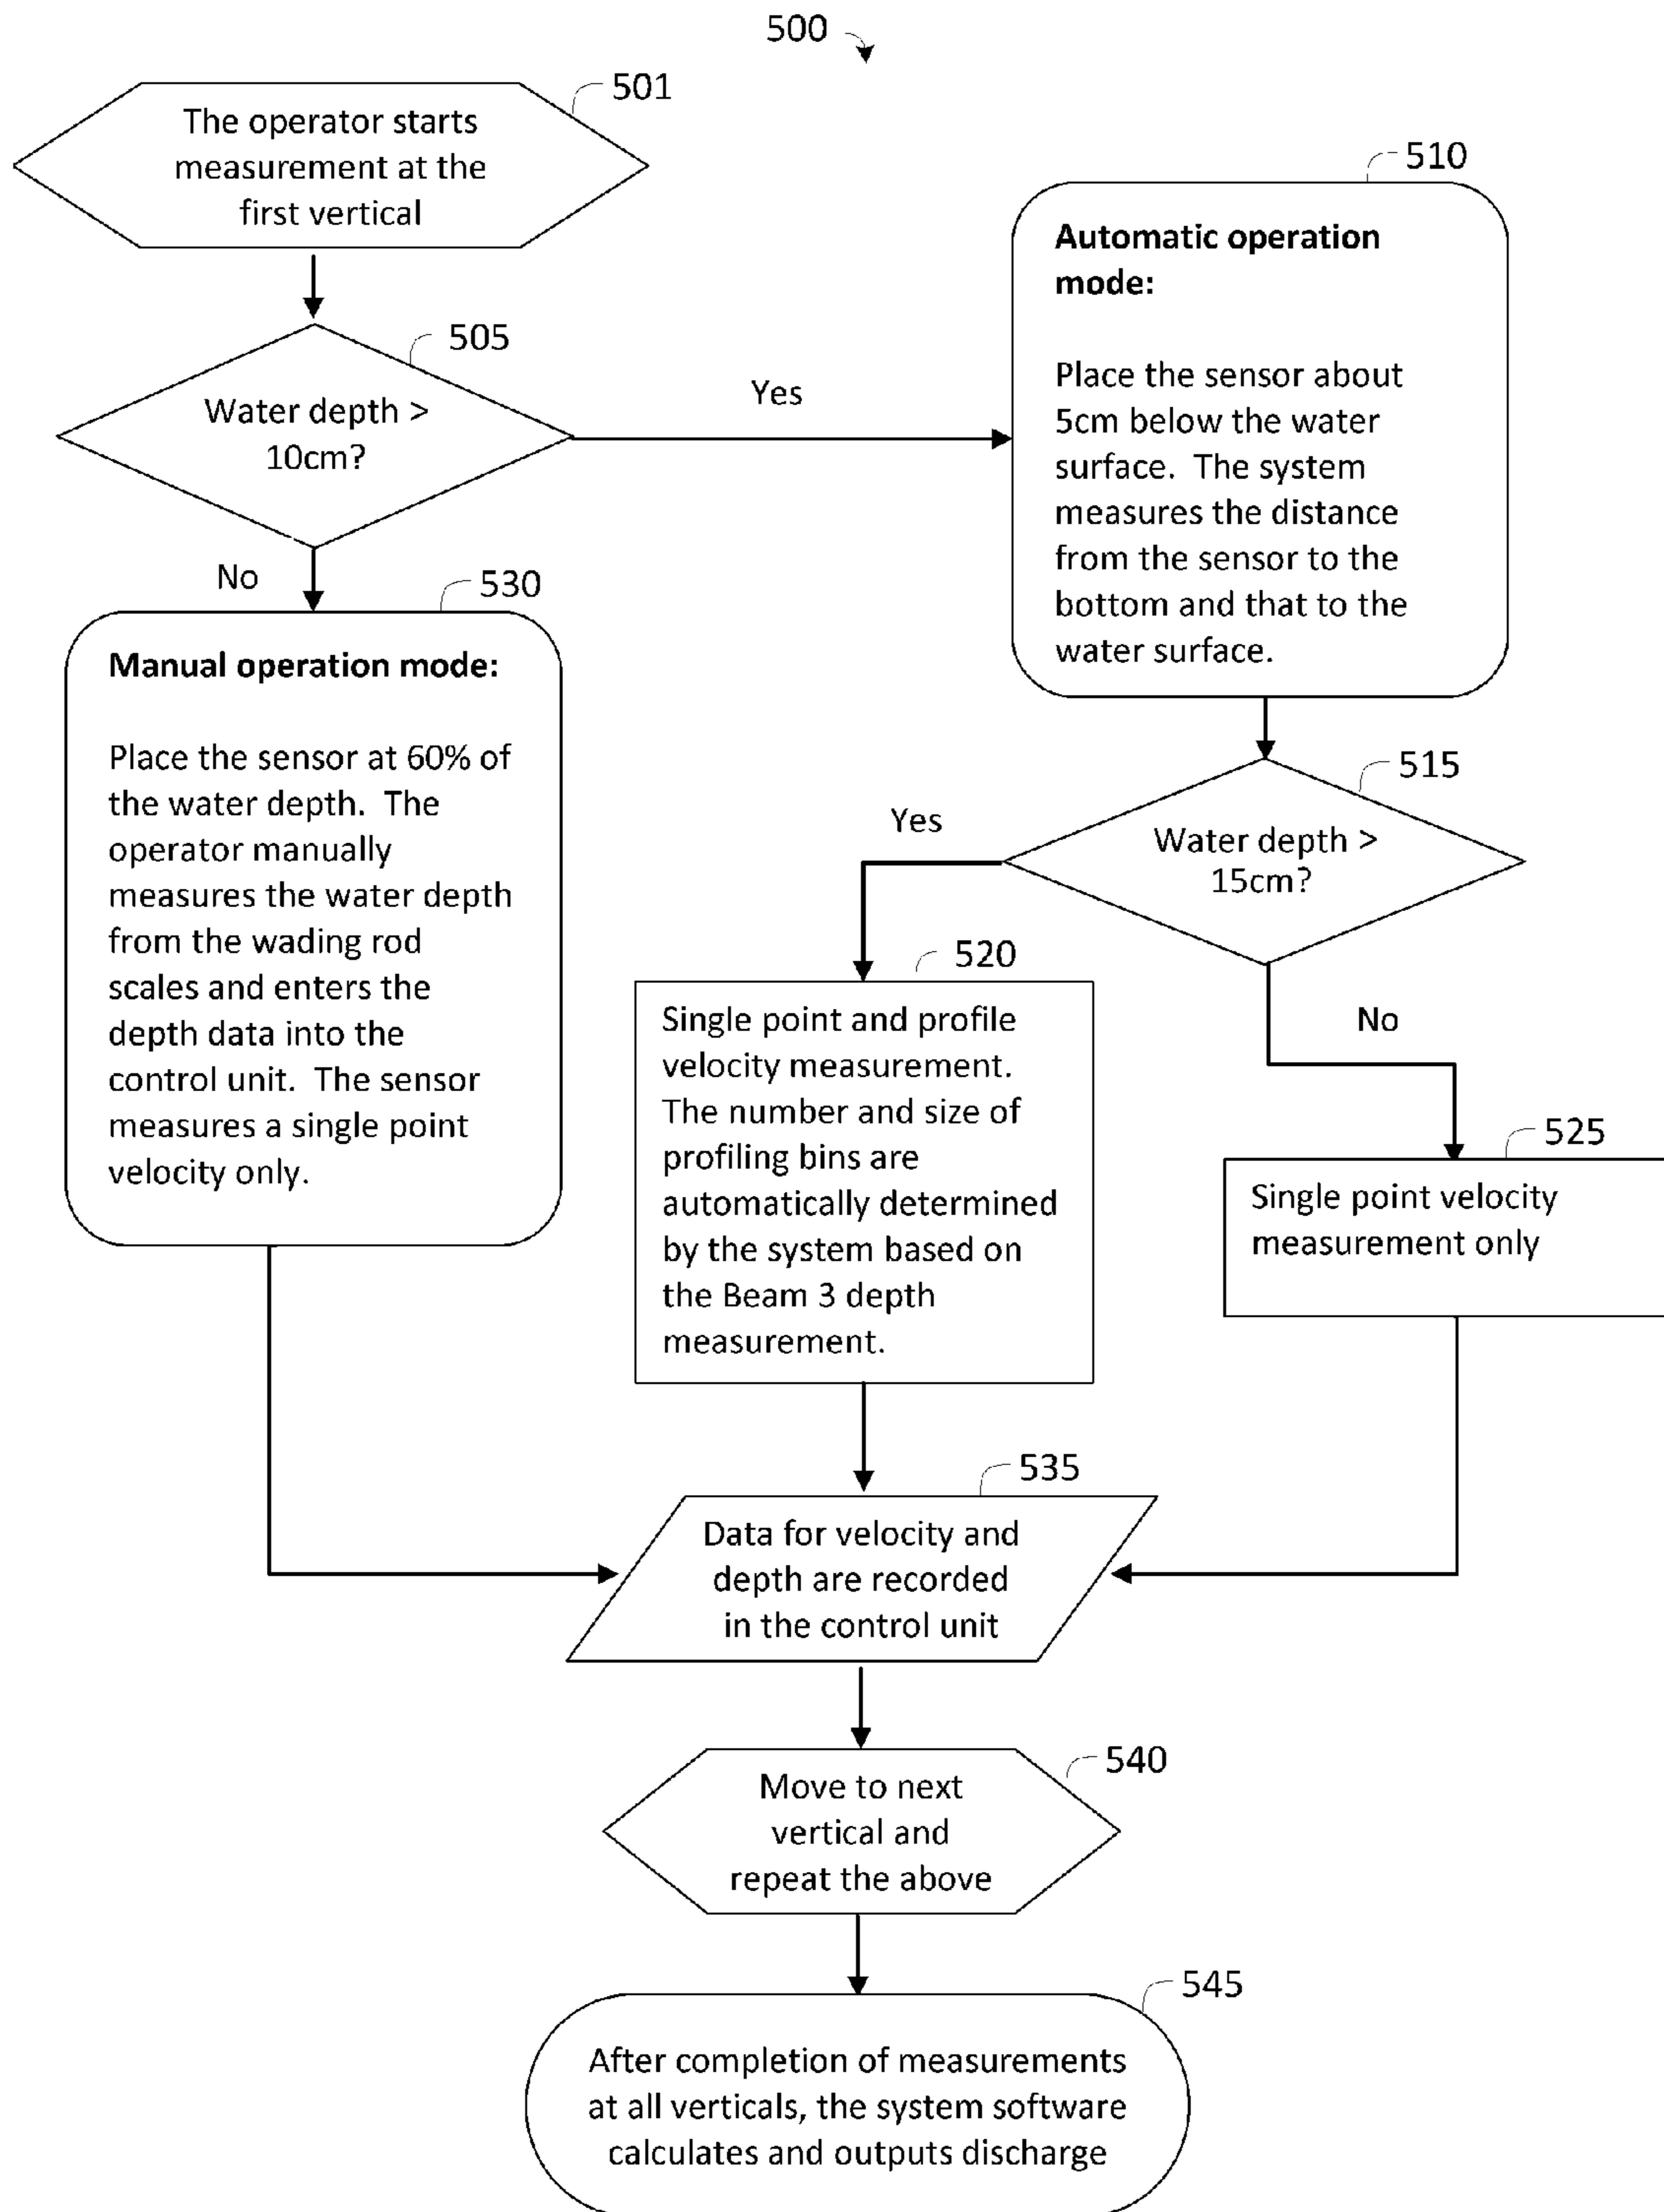 500
501
The operator starts
measurement at the
first vertical
505
Water depth >
10cm?
Yes
No
510
Automatic operation
mode:
Place the sensor about
5cm below the water
surface.  The system
measures the distance
from the sensor to the
bottom and that to the
water surface.
530
Manual operation mode:
Place the sensor at 60% of
the water depth.  The
operator manually
measures the water depth
from the wading rod
scales and enters the
depth data into the
control unit.  The sensor
measures a single point
velocity only.
515
Water depth >
15cm?
Yes
No
520
Single point and profile
velocity measurement.
The number and size of
profiling bins are
automatically determined
by the system based on
the Beam 3 depth
measurement.
525
Single point velocity
measurement only
535
Data for velocity and
depth are recorded
in the control unit
540
Move to next
vertical and
repeat the above
545
After completion of measurements
at all verticals, the system software
calculates and outputs discharge